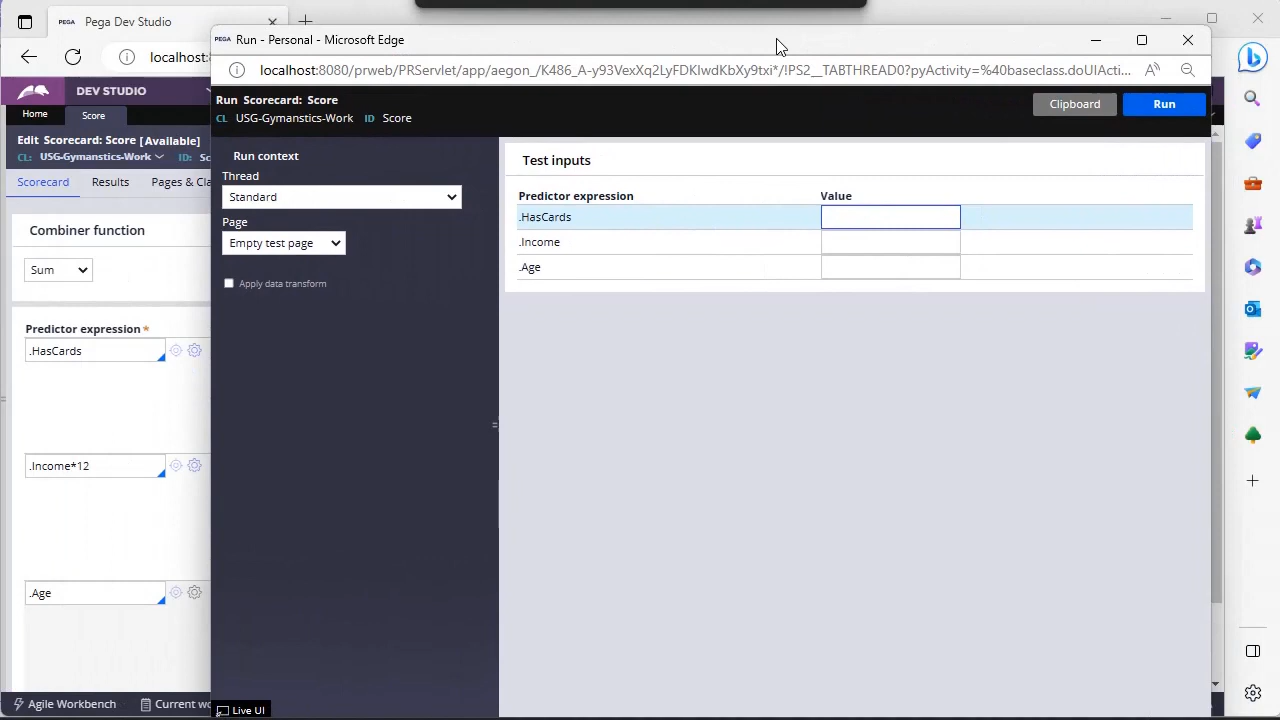 Pega Dev Studio
PEGA
Run - Personal - Microsoft Edge
localhost:8080/prweb/PRServlet/app/aegon_/K486_A-y93VexXq2LyFDKlwdKbXy9txi*/!PS2__TABTHREAD0?pyActivity=%40baseclass.doUIActi...
localhost:
DEV STUDIO
Home
Score
Run Scorecard: Score
CL USG-Gymanstics-Work ID Score
Clipboard
Run
Edit Scorecard: Score [Available]
CL: USG-Gymanstics-Work ID: Sc
Scorecard
Results
Pages & Cla
Run context
Thread
Standard
Page
Empty test page
Apply data transform
Test inputs
Predictor expression Value
.HasCards
.Income
.Age
Combiner function
Sum
Predictor expression *
.HasCards
.Income*12
.Age
Agile Workbench
Current wo
Live UI